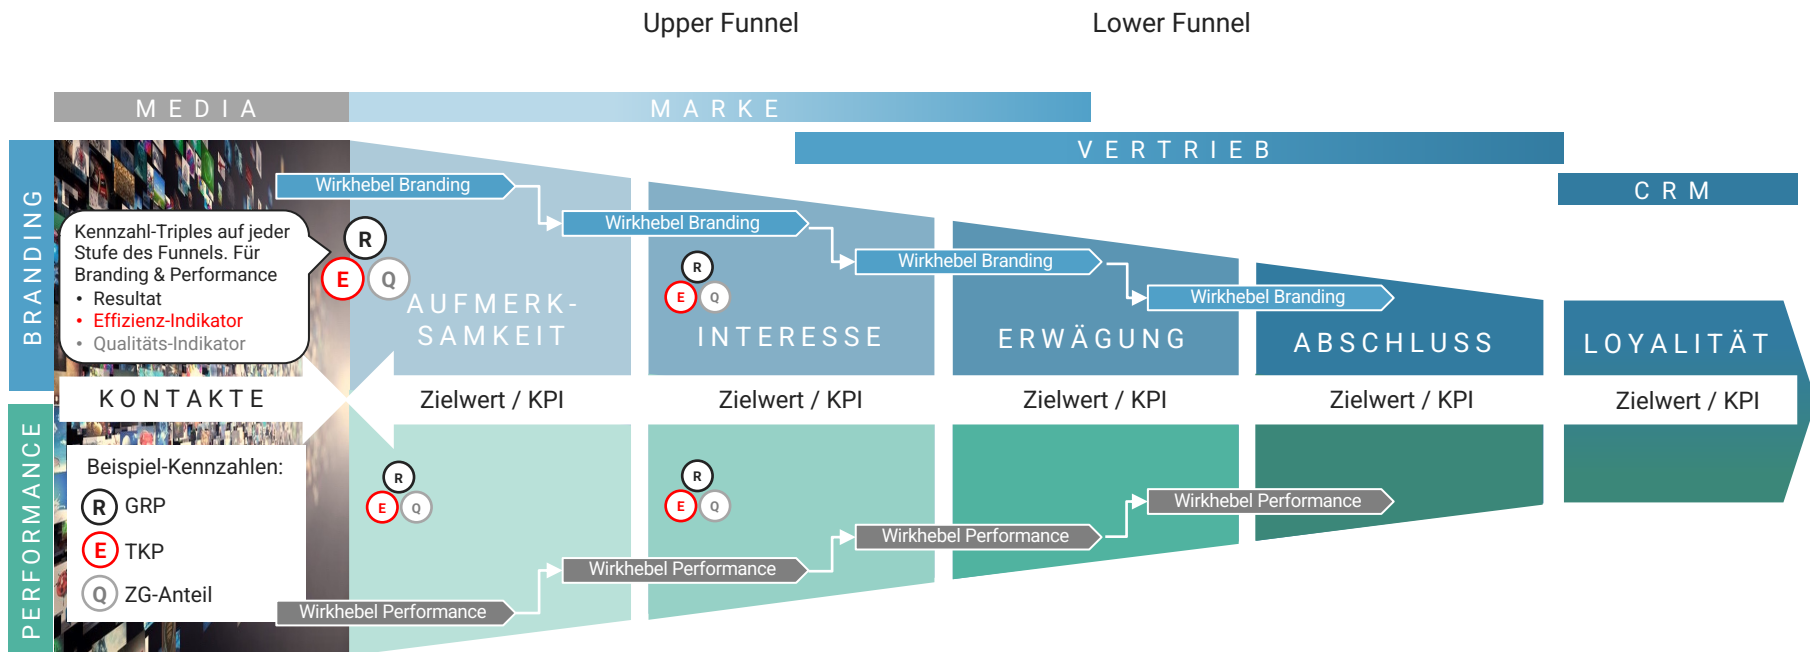 Upper Funnel
Lower Funnel
MEDIA
MARKE
VERTRIEB
CRM
BRANDING
PERFORMANCE
Wirkhebel Branding
Wirkhebel Branding
Wirkhebel Branding
Wirkhebel Branding
Kennzahl-Triples auf jeder
Stufe des Funnels. Für
Branding & Performance
• Resultat
• Effizienz-Indikator
• Qualitäts-Indikator
R
E
Q
R
E
Q
AUFMERK-
SAMKEIT
INTERESSE
ERWÄGUNG
ABSCHLUSS
LOYALITÄT
KONTAKTE
Zielwert / KPI
Zielwert / KPI
Zielwert / KPI
Zielwert / KPI
Zielwert / KPI
Beispiel-Kennzahlen:
R GRP
E TKP
Q ZG-Anteil
R
E
Q
R
E
Q
Wirkhebel Performance
Wirkhebel Performance
Wirkhebel Performance
Wirkhebel Performance